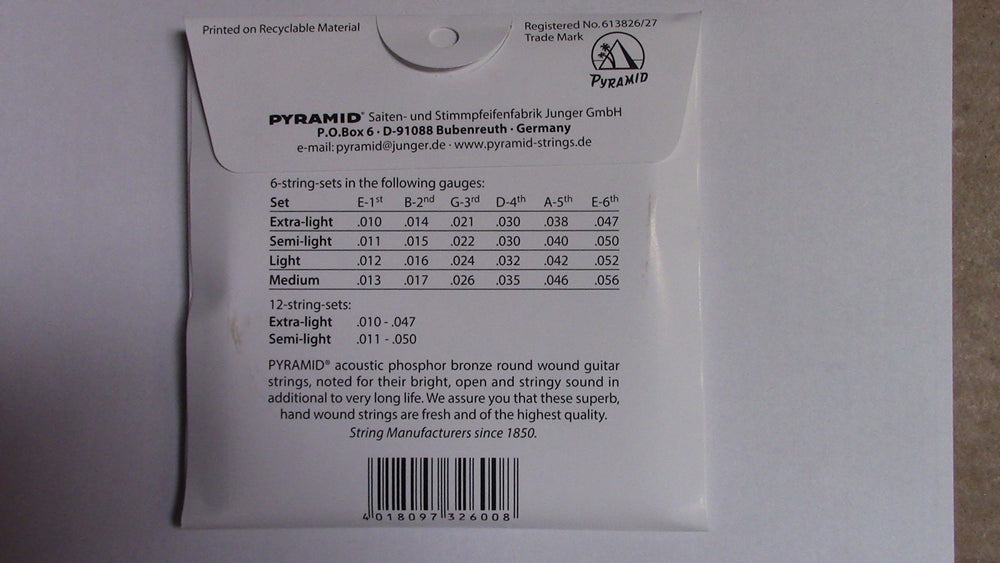 Printed on Recyclable Material
Registered No. 613826/27
Trade Mark
PYRAMID
PYRAMID® Saiten- und Stimmpfeifenfabrik Junger GmbH
P.O.Box 6 · D-91088 Bubenreuth · Germany
e-mail: pyramid@junger.de · www.pyramid-strings.de
6-string-sets in the following gauges:
Set E-1st B-2nd G-3rd D-4th A-5th E-6th
Extra-light .010 .014 .021 .030 .038 .047
Semi-light .011 .015 .022 .030 .040 .050
Light .012 .016 .024 .032 .042 .052
Medium .013 .017 .026 .035 .046 .056
12-string-sets:
Extra-light .010 - .047
Semi-light .011 - .050
PYRAMID® acoustic phosphor bronze round wound guitar
strings, noted for their bright, open and stringy sound in
additional to very long life. We assure you that these superb,
hand wound strings are fresh and of the highest quality.
String Manufacturers since 1850.
4 018097 326008